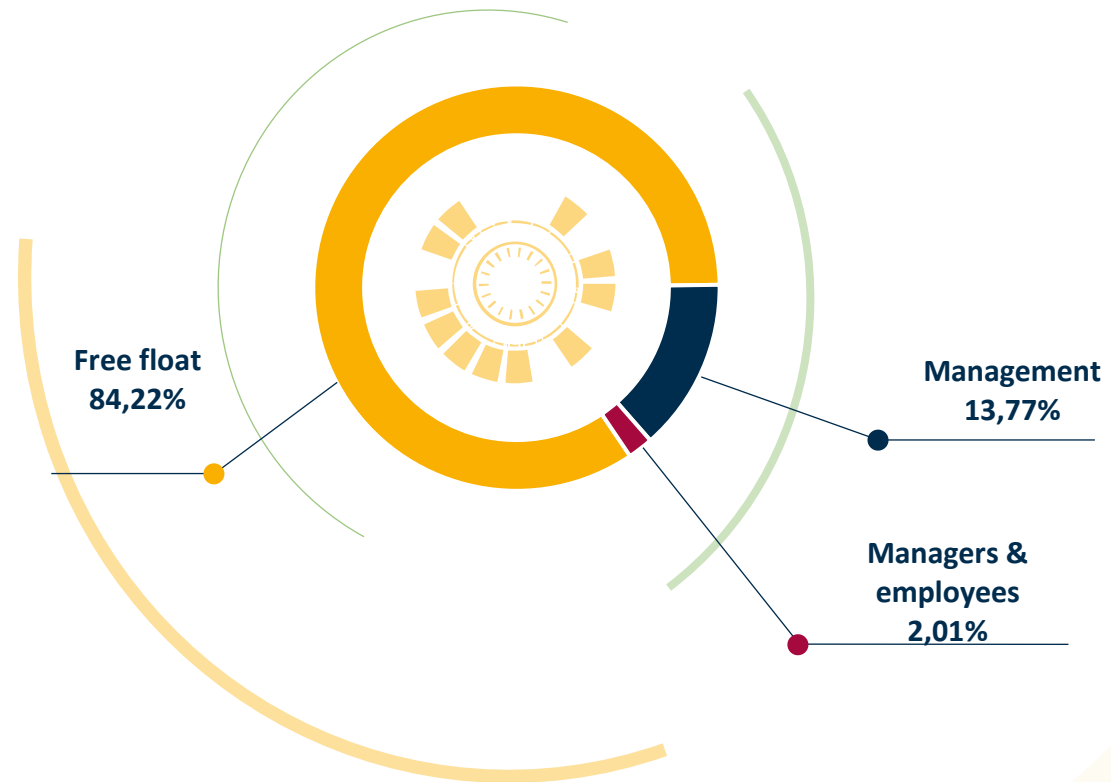 Free float
84,22%
Management
13,77%
Managers &
employees
2,01%